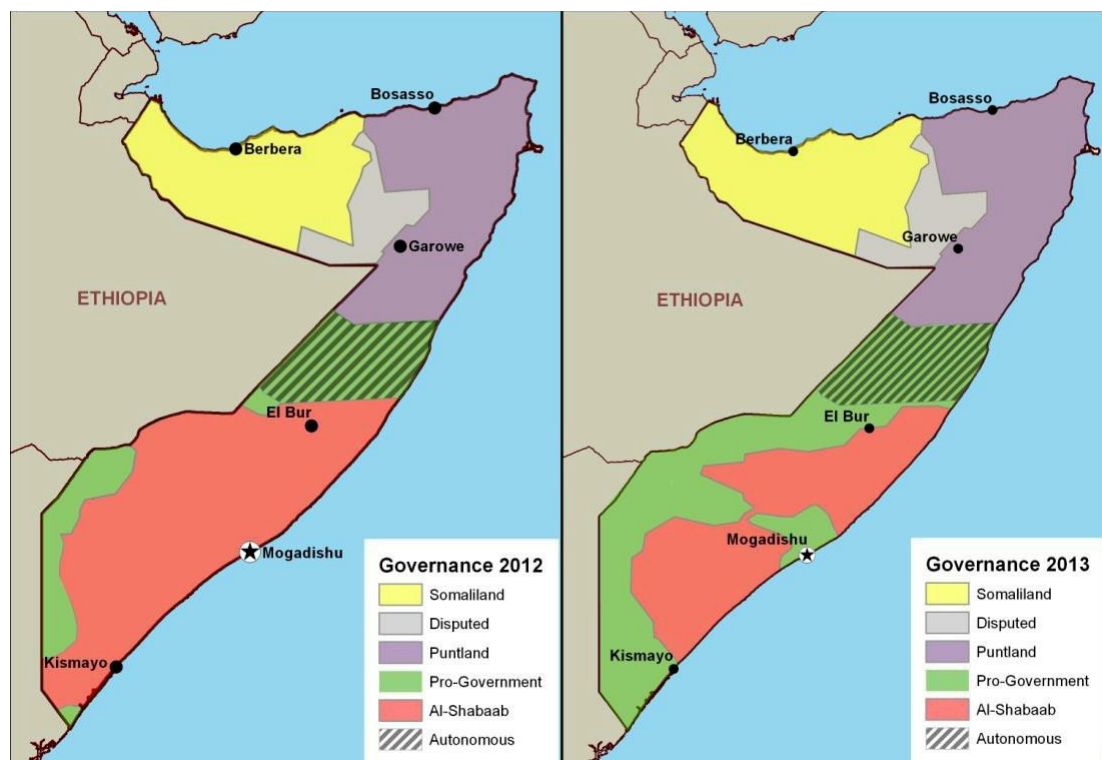 Bosasso
Berbera
Garowe
ETHIOPIA
El Bur
Mogadishu
Kismayo
Governance 2012
Somaliland
Disputed
Puntland
Pro-Government
Al-Shabaab
Autonomous
Bosasso
Berbera
Garowe
ETHIOPIA
El Bur
Mogadishu
Kismayo
Governance 2013
Somaliland
Disputed
Puntland
Pro-Government
Al-Shabaab
Autonomous